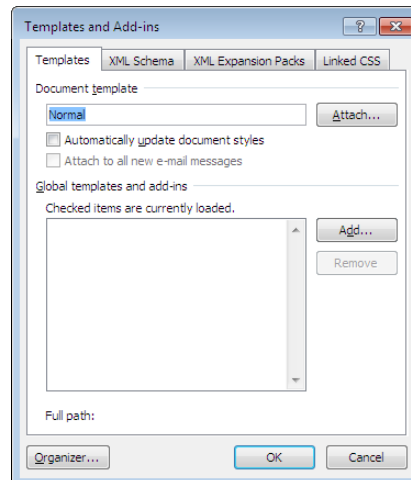 Templates and Add-ins
Templates XML Schema XML Expansion Packs Linked CSS
Document template
Normal Attach...
Automatically update document styles
Attach to all new e-mail messages
Global templates and add-ins
Checked items are currently loaded.
Add...
Remove
Full path:
Organizer... OK Cancel